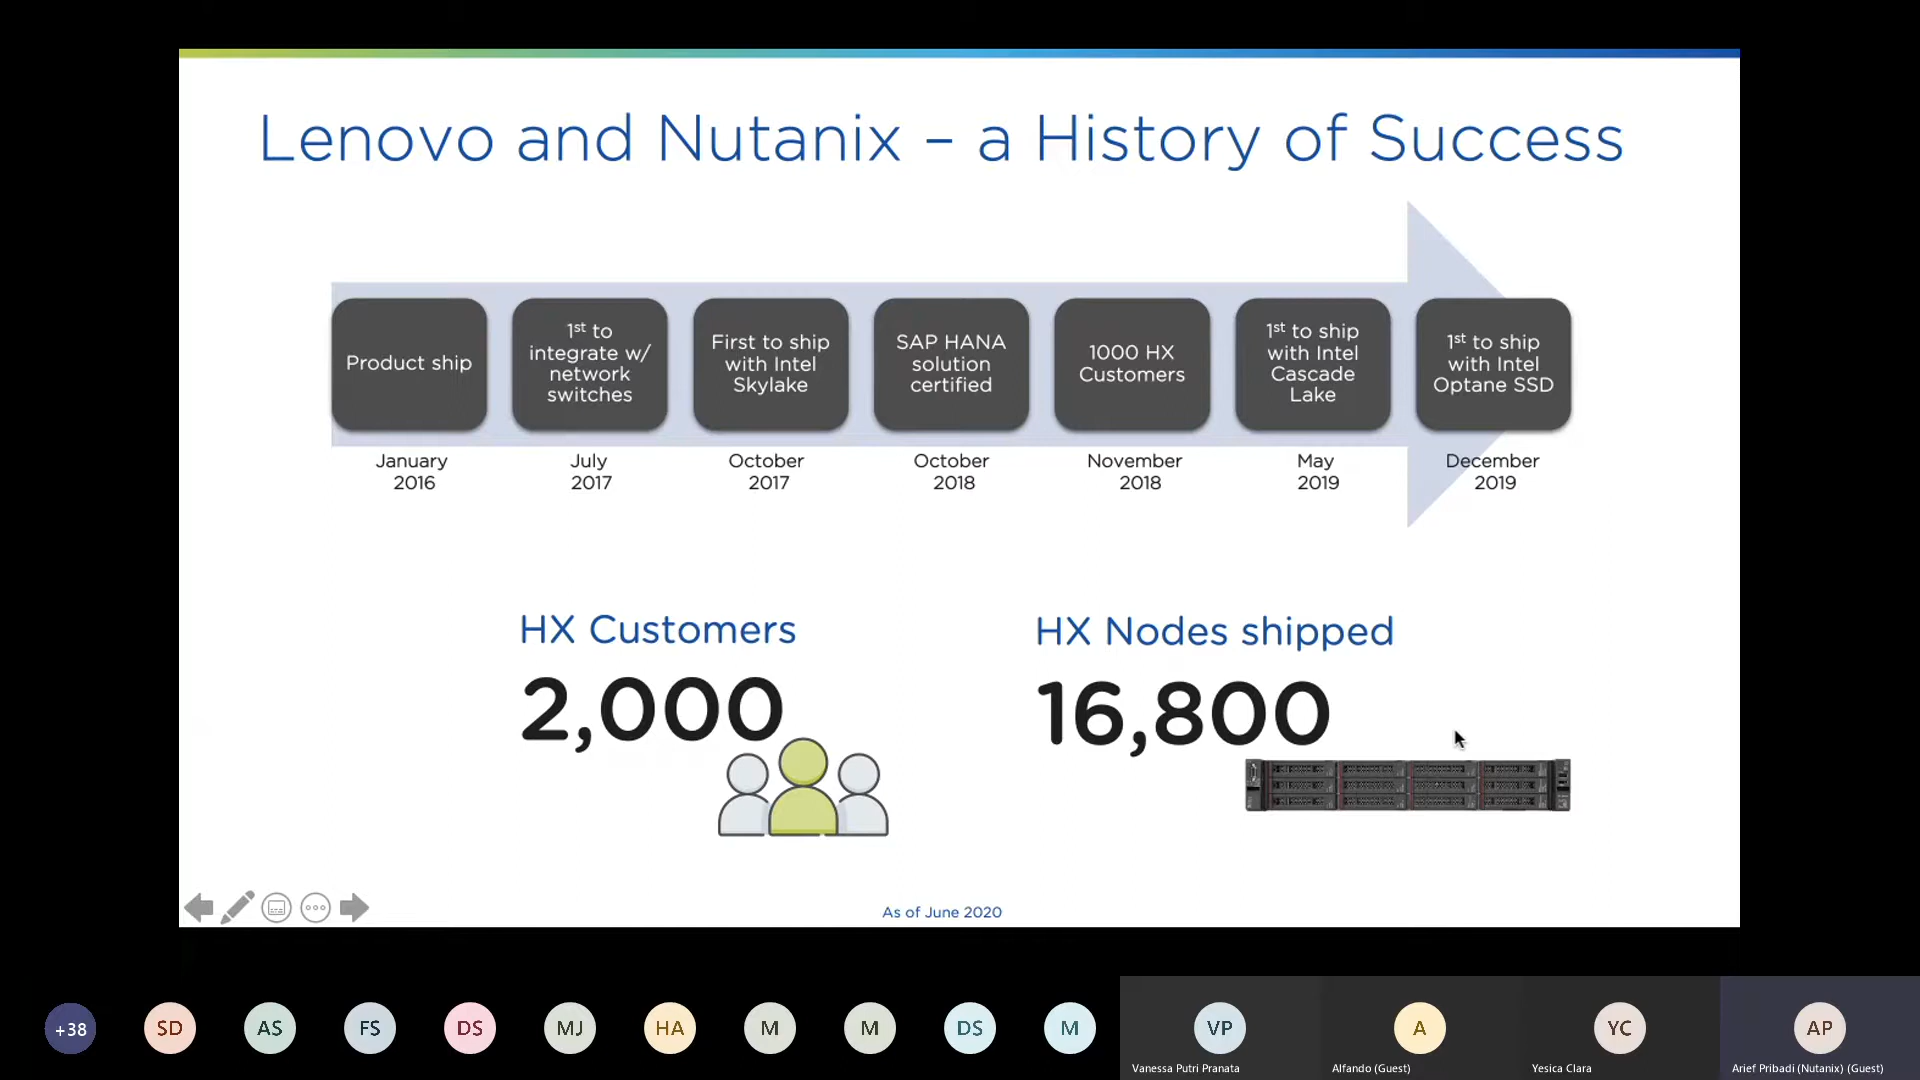 Lenovo and Nutanix – a History of Success
Product ship
1st to
integrate w/
network
switches
First to ship
with Intel
Skylake
SAP HANA
solution
certified
1000 HX
Customers
1st to ship
with Intel
Cascade
Lake
1st to ship
with Intel
Optane SSD
January
2016
July
2017
October
2017
October
2018
November
2018
May
2019
December
2019
HX Customers
2,000
HX Nodes shipped
16,800
As of June 2020
+38
SD
AS
FS
DS
MJ
HA
M
M
DS
M
VP
Vanessa Putri Pranata
A
Alfando (Guest)
YC
Yesica Clara
AP
Arief Pribadi (Nutanix) (Guest)